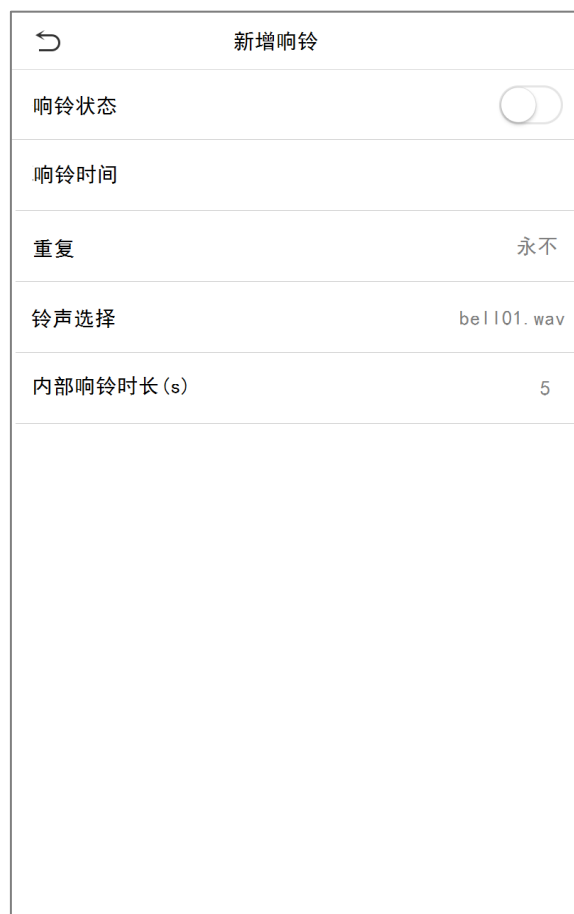 新增响铃
响铃状态
响铃时间
重复 永不
铃声选择 bell01.wav
内部响铃时长(s) 5